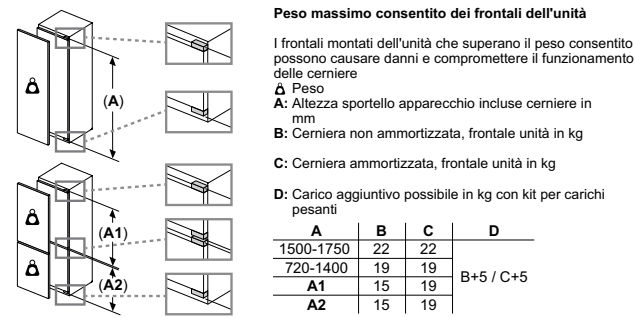 Peso massimo consentito dei frontali dell'unità
I frontali montati dell'unità che superano il peso consentito
possono causare danni e compromettere il funzionamento
delle cerniere
Peso
A: Altezza sportello apparecchio incluse cerniere in
mm
B: Cerniera non ammortizzata, frontale unità in kg
C: Cerniera ammortizzata, frontale unità in kg
D: Carico aggiuntivo possibile in kg con kit per carichi
pesanti
A B C D
1500-1750 22 22
720-1400 19 19
B+5 / C+5
A1 15 19
A2 15 19
(A)
(A1)
(A2)